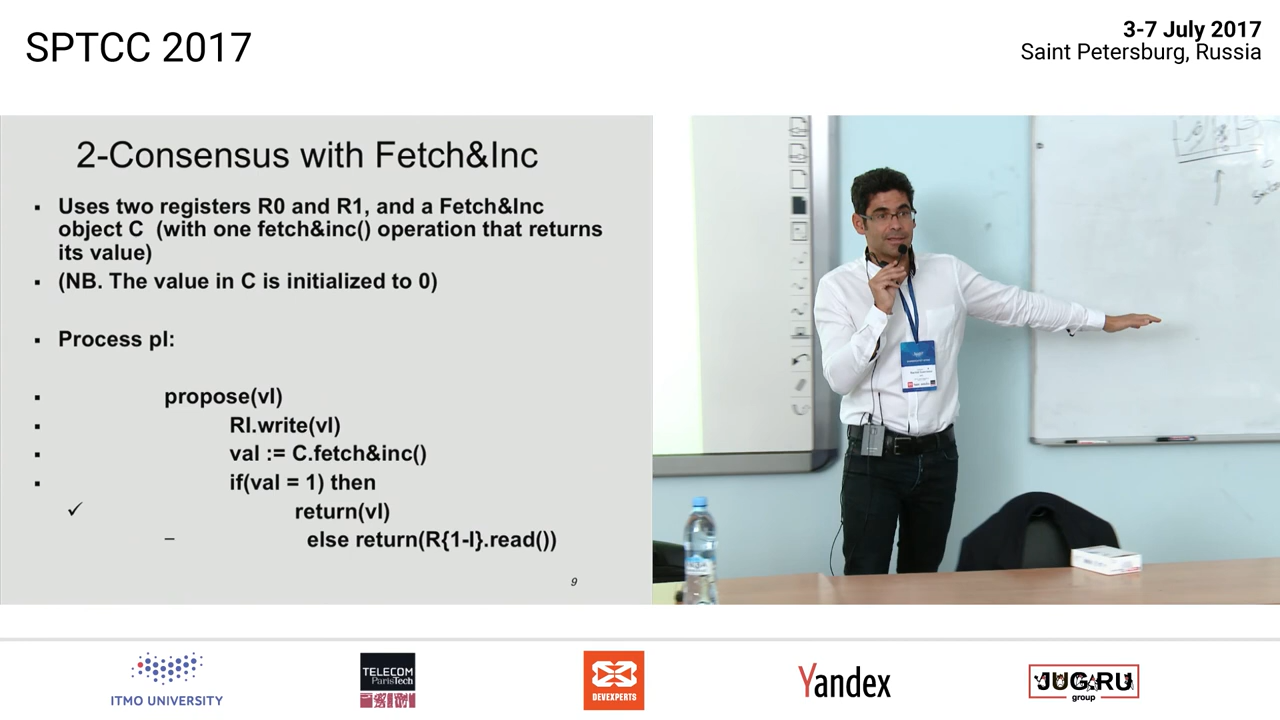 SPTCC 2017
3-7 July 2017
Saint Petersburg, Russia
2-Consensus with Fetch&Inc
Uses two registers R0 and R1, and a Fetch&Inc
object C (with one fetch&inc() operation that returns
its value)
(NB. The value in C is initialized to 0)
Process pI:
propose(vI)
RI.write(vI)
val := C.fetch&inc()
if(val = 1) then
return(vI)
else return(R{1-I}.read())
9
ITMO UNIVERSITY
TELECOM
ParisTech
DEVEXPERTS
Yandex
JUG.RU
group